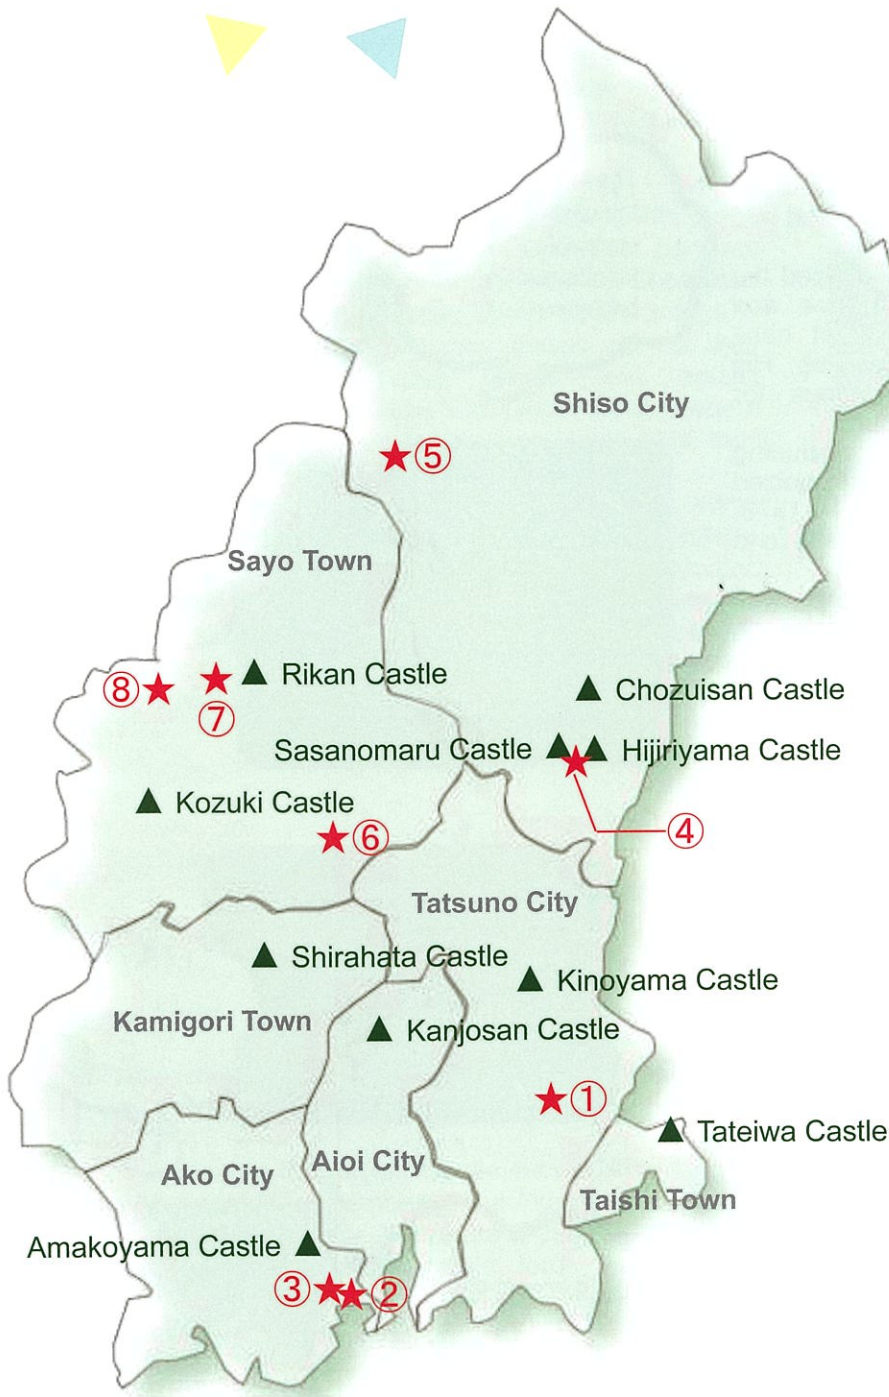 Shiso City
⑤
Sayo Town
Rikan Castle
⑧
⑦
Chozuisan Castle
Sasanomaru Castle
Hijiriyama Castle
Kozuki Castle
⑥
④
Tatsuno City
Shirahata Castle
Kinoyama Castle
Kamigori Town
Kanjosan Castle
①
Tateiwa Castle
Ako City
Aioi City
Taishi Town
Amakoyama Castle
③
②